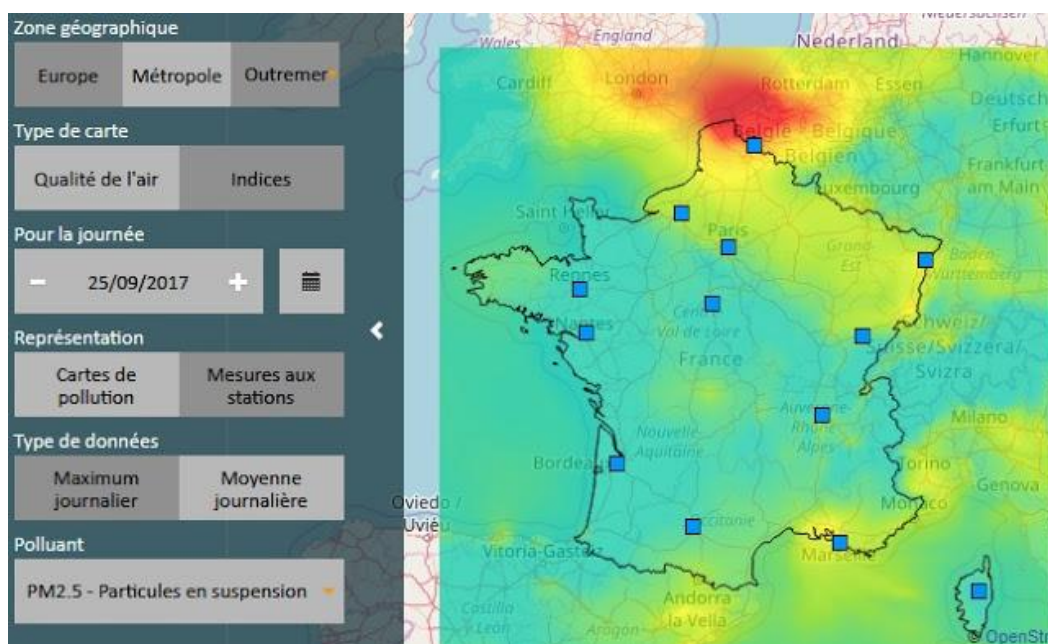 Zone géographique
Europe
Métropole
Outremer
Type de carte
Qualité de l'air
Indices
Pour la journée
− 25/09/2017 +
Représentation
Cartes de
pollution
Mesures aux
stations
Type de données
Maximum
journalier
Moyenne
journalière
Polluant
PM2.5 - Particules en suspension
Wales
England
Nederland
Hannover
Cardiff
London
Rotterdam
Essen
Deutsch
Erfurt
België - Belgique
Belgien
Frankfurt
am Main
Luxembourg
Saint Helier
Paris
Grand-
Est
Baden-
Württemberg
Rennes
Nantes
Centre
Val de Loire
France
Schweiz/
Suisse/Svizzera/
Svizra
Nouvelle-
Aquitaine
Auvergne-
Rhône
Alpes
Milano
Bordeaux
Torino
Genova
Monaco
Oviedo /
Uviéu
Occitanie
Vitoria-Gasteiz
Marseille
Andorra
la Vella
Castilla
y León
Aragón
© OpenStr